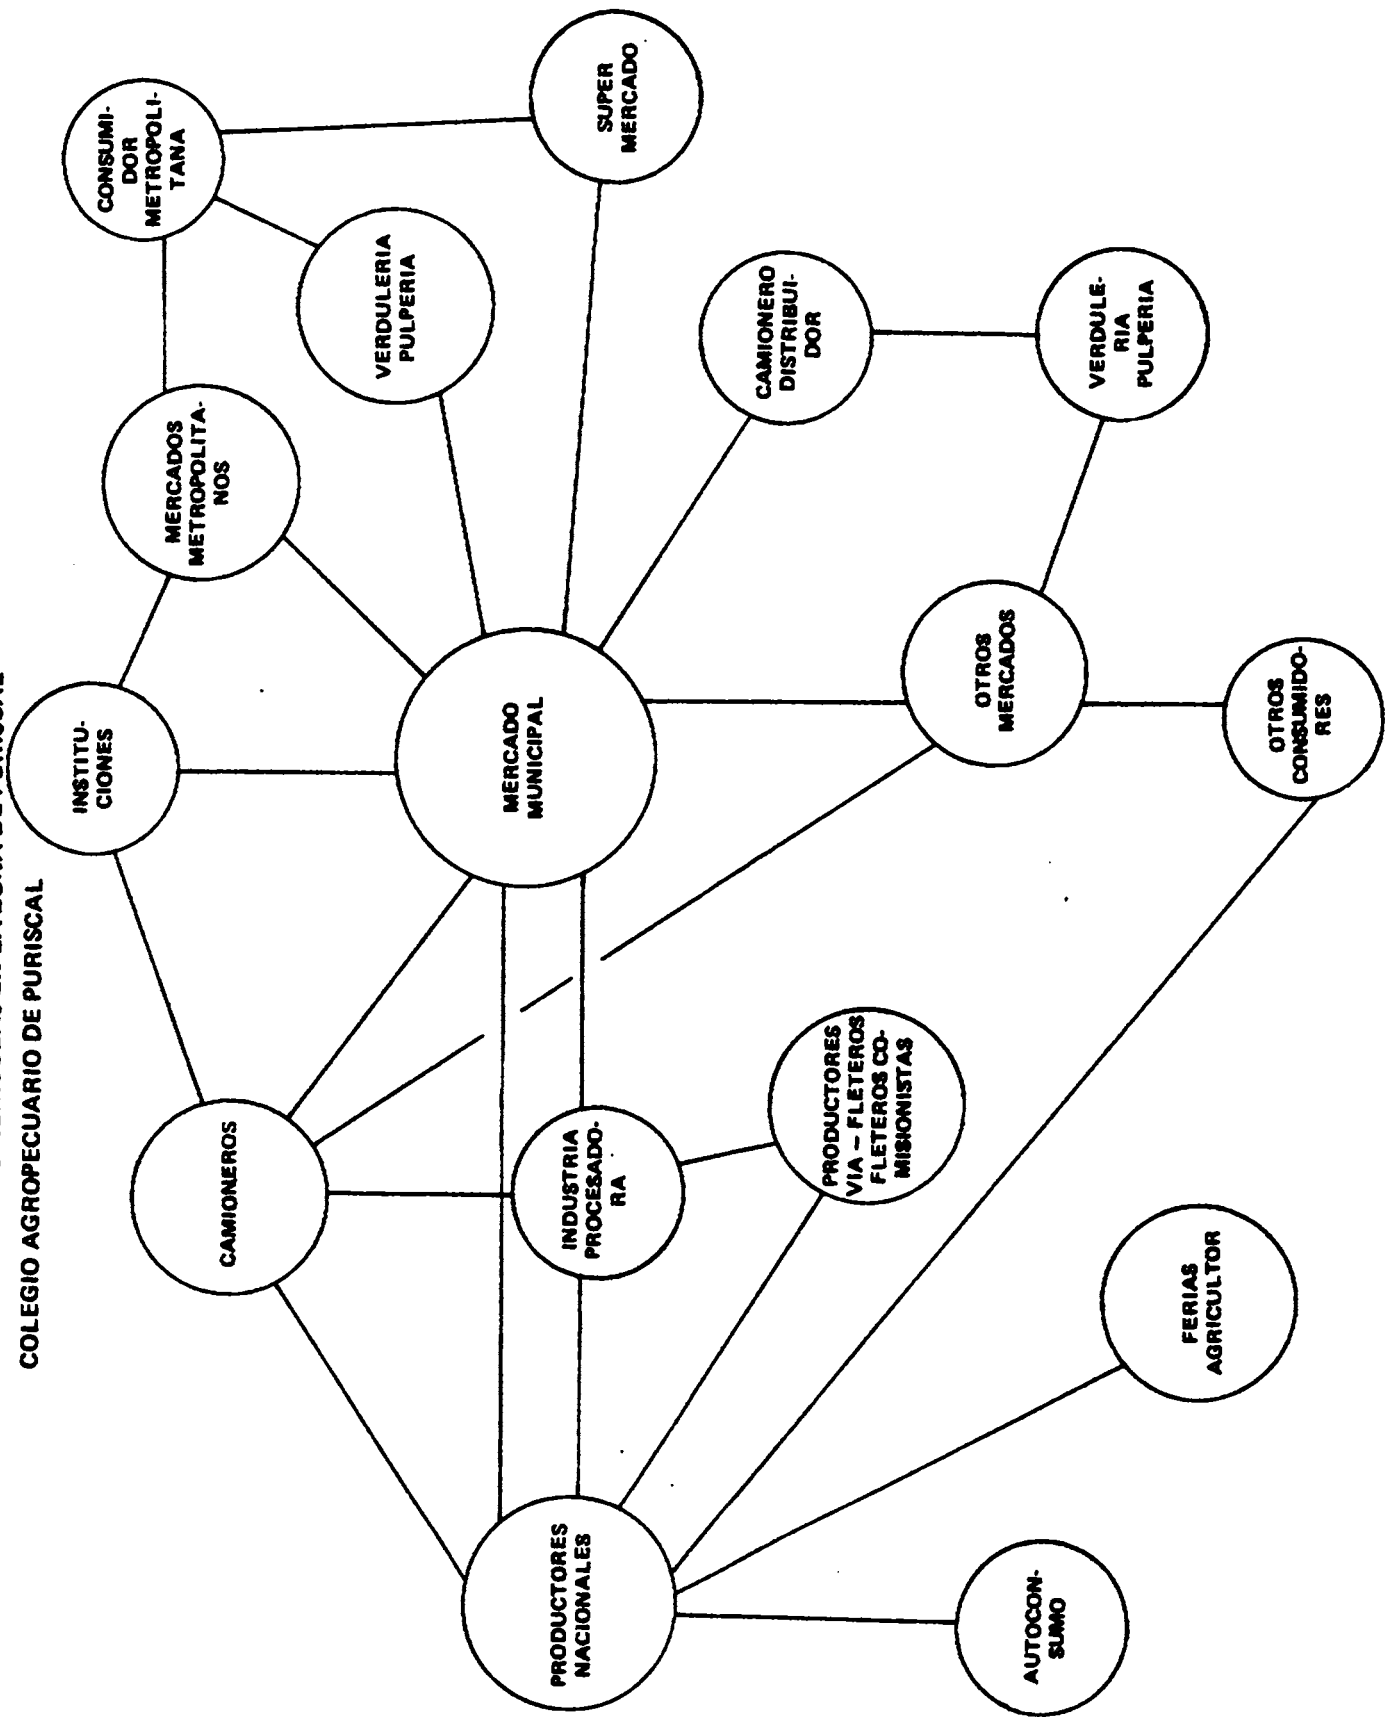 COLEGIO AGROPECUARIO DE PURISCAL
CONSUMI-
DOR
METROPOLI-
TANA
SUPER
MERCADO
VERDULERIA
PULPERIA
MERCADOS
METROPOLITA-
NOS
CAMIONERO
DISTRIBUI-
DOR
VERDULE-
RIA
PULPERIA
INSTITU-
CIONES
MERCADO
MUNICIPAL
OTROS
MERCADOS
OTROS
CONSUMIDO-
RES
CAMIONEROS
INDUSTRIA
PROCESADO-
RA
PRODUCTORES
VIA – FLETEROS
FLETEROS CO-
MISIONISTAS
FERIAS
AGRICULTOR
PRODUCTORES
NACIONALES
AUTOCON-
SUMO